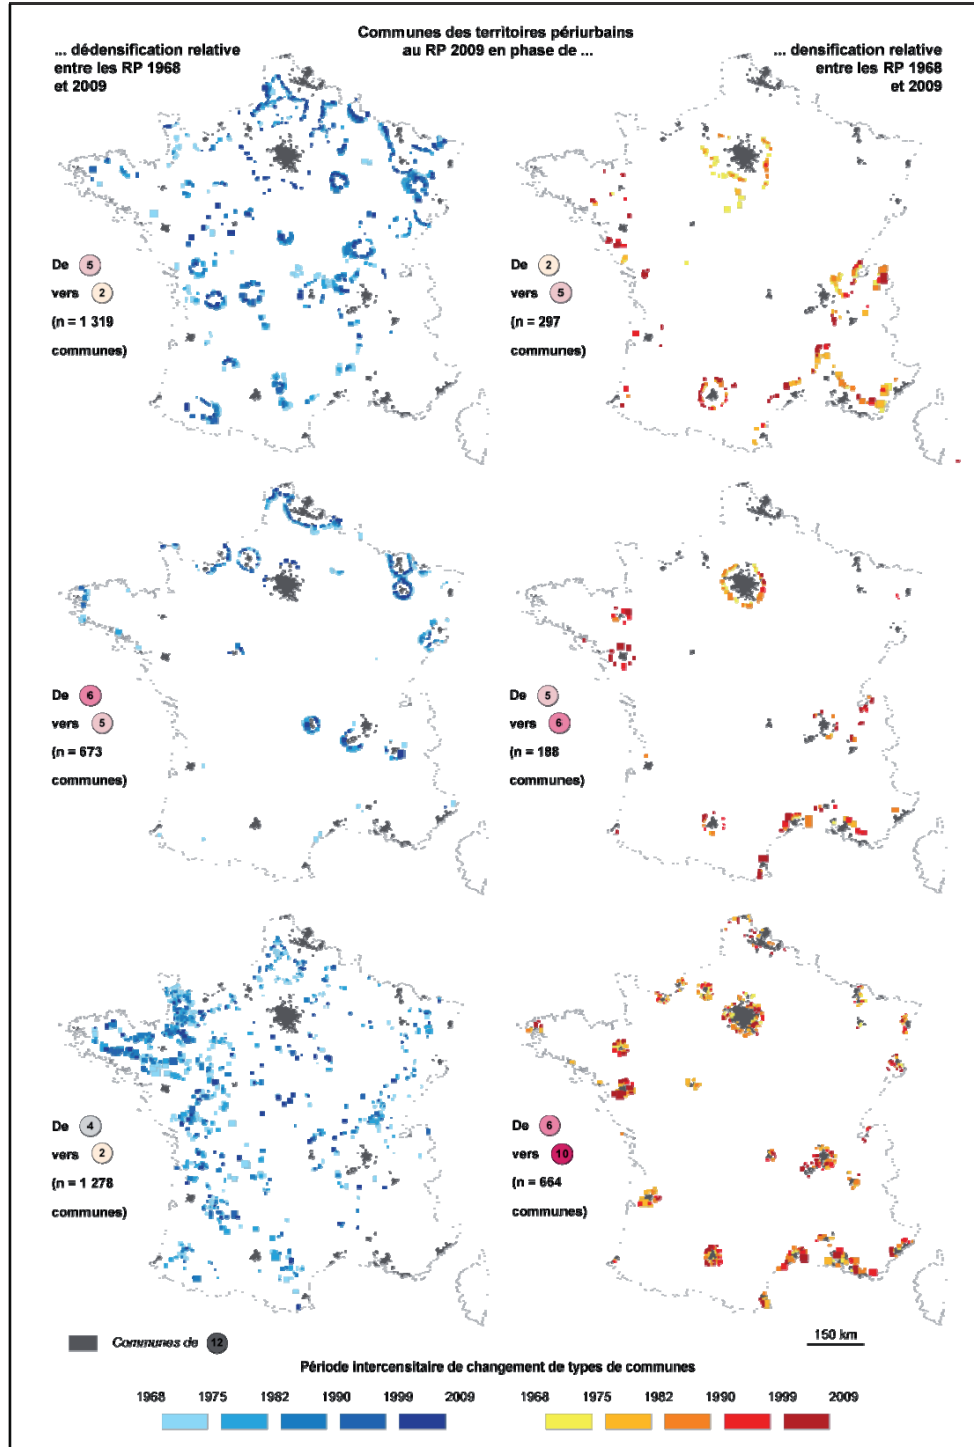 Communes des territoires périurbains
au RP 2009 en phase de ...
... dédensification relative
entre les RP 1968
et 2009
... densification relative
entre les RP 1968
et 2009
De 5
vers 2
(n = 1 319
communes)
De 2
vers 5
(n = 297
communes)
De 6
vers 5
(n = 673
communes)
De 5
vers 6
(n = 188
communes)
De 4
vers 2
(n = 1 278
communes)
De 6
vers 10
(n = 664
communes)
Communes de 12
150 km
Période intercensitaire de changement de types de communes
1968 1975 1982 1990 1999 2009
1968 1975 1982 1990 1999 2009